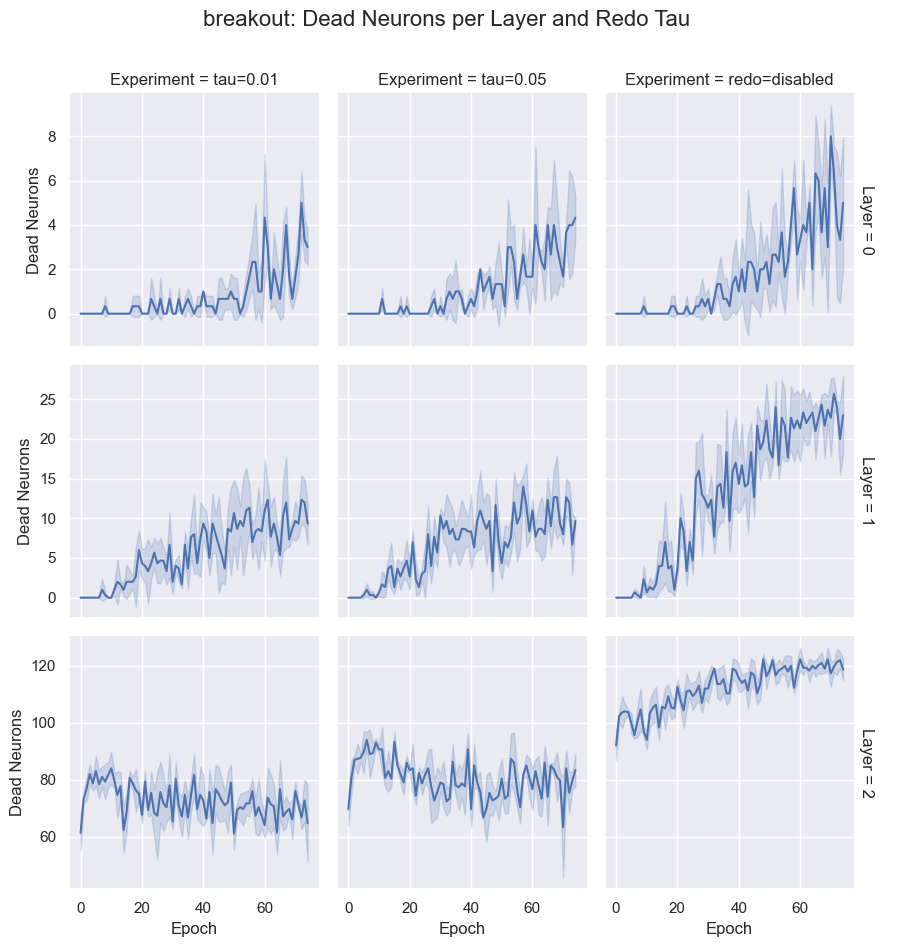 breakout: Dead Neurons per Layer and Redo Tau
Experiment = tau=0.01
Experiment = tau=0.05
Experiment = redo=disabled
8
6
4
2
0
Dead Neurons
Layer = 0
25
20
15
10
5
0
Dead Neurons
Layer = 1
120
100
80
60
Dead Neurons
Layer = 2
0 20 40 60
0 20 40 60
0 20 40 60
Epoch
Epoch
Epoch